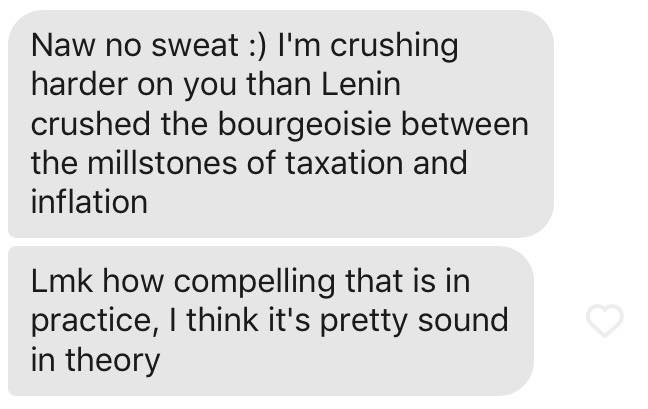 Naw no sweat :) I'm crushing
harder on you than Lenin
crushed the bourgeoisie between
the millstones of taxation and
inflation
Lmk how compelling that is in
practice, I think it's pretty sound
in theory